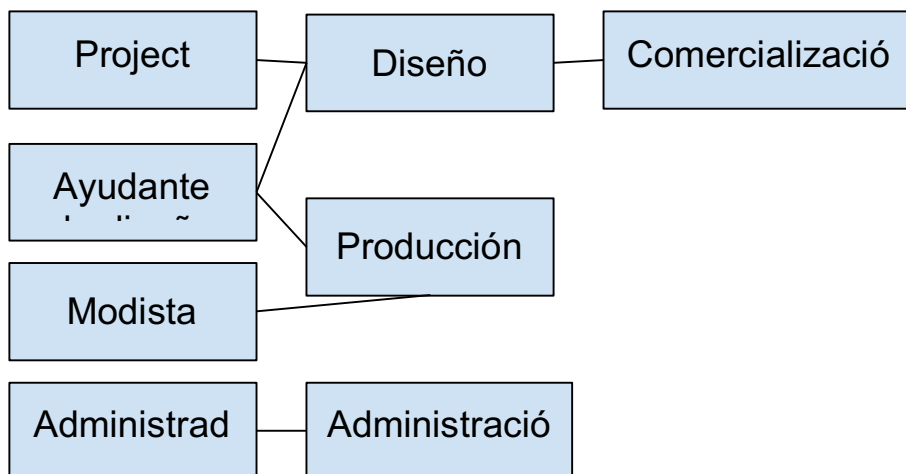 Project
Diseño
Comercializació
Ayudante
Producción
Modista
Administrad
Administració